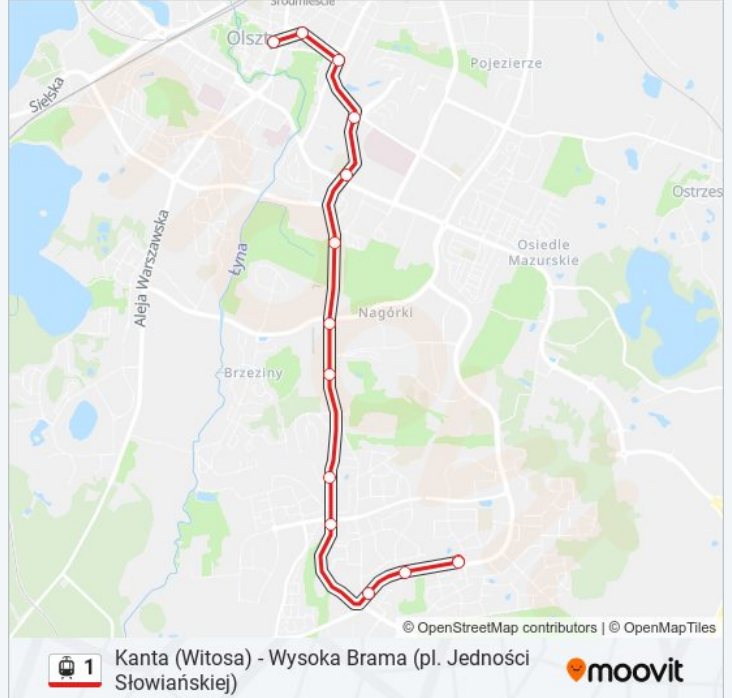 Śródmieście
Olszt
Pojezierze
Sielska
Ostrzes
Aleja Warszawska
Łyna
Osiedle
Mazurskie
Nagórki
Brzeziny
© OpenStreetMap contributors | © OpenMapTiles
1
Kanta (Witosa) - Wysoka Brama (pl. Jedności
Słowiańskiej)
moovit